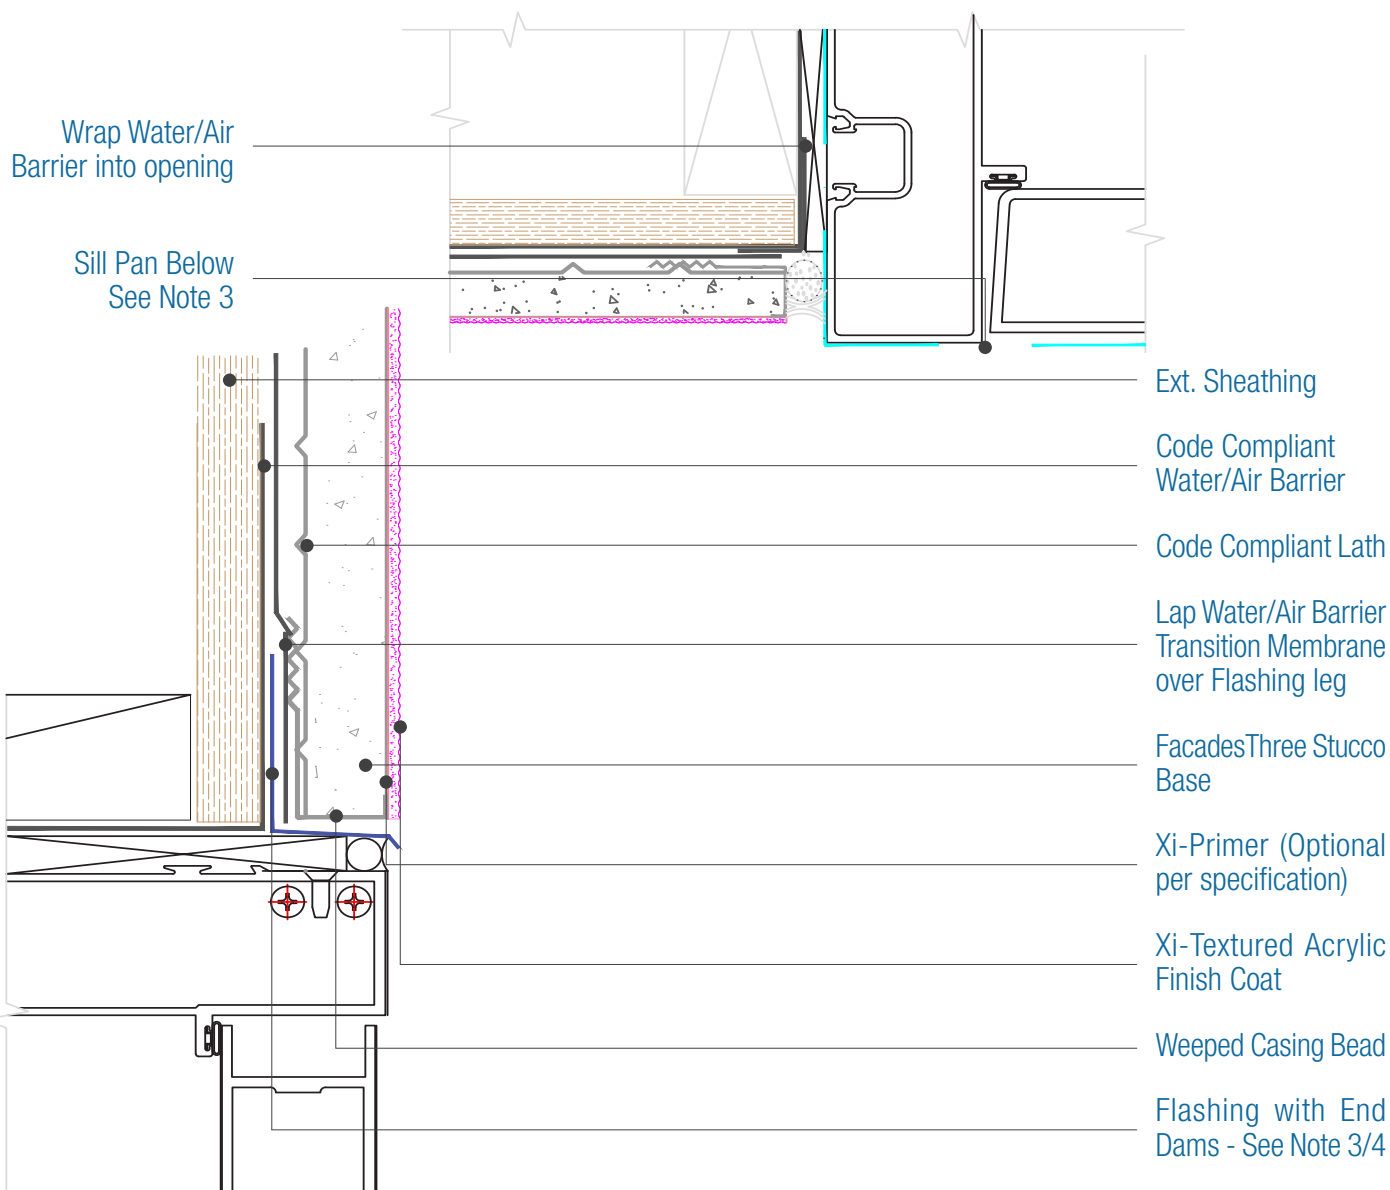 Wrap Water/Air
Barrier into opening
Sill Pan Below
See Note 3
Ext. Sheathing
Code Compliant
Water/Air Barrier
Code Compliant Lath
Lap Water/Air Barrier
Transition Membrane
over Flashing leg
FacadesThree Stucco
Base
Xi-Primer (Optional
per specification)
Xi-Textured Acrylic
Finish Coat
Weeped Casing Bead
Flashing with End
Dams - See Note 3/4